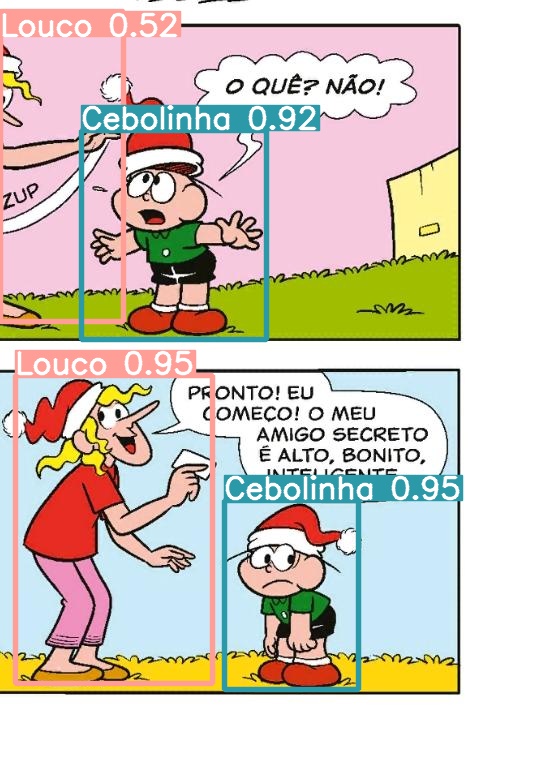 Louco 0.52
O QUÊ? NÃO!
Cebolinha 0.92
ZUP
Louco 0.95
PRONTO! EU
COMEÇO! O MEU
AMIGO SECRETO
É ALTO, BONITO,
INTELIGENTE
Cebolinha 0.95